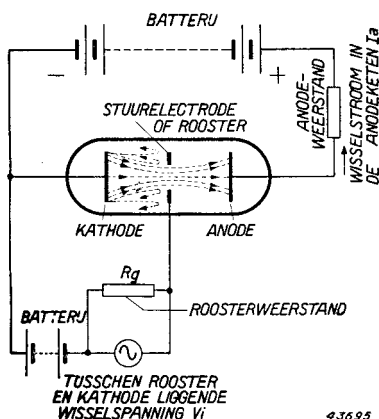 BATTERIJ
−
+
STUURELECTRODE
OF ROOSTER
ANODE-
WEERSTAND
WISSELSTROOM IN
DE ANODEKETEN Ia
KATHODE
ANODE
Rg
ROOSTERWEERSTAND
BATTERIJ
TUSSCHEN ROOSTER
EN KATHODE LIGGENDE
WISSELSPANNING Vi
43695